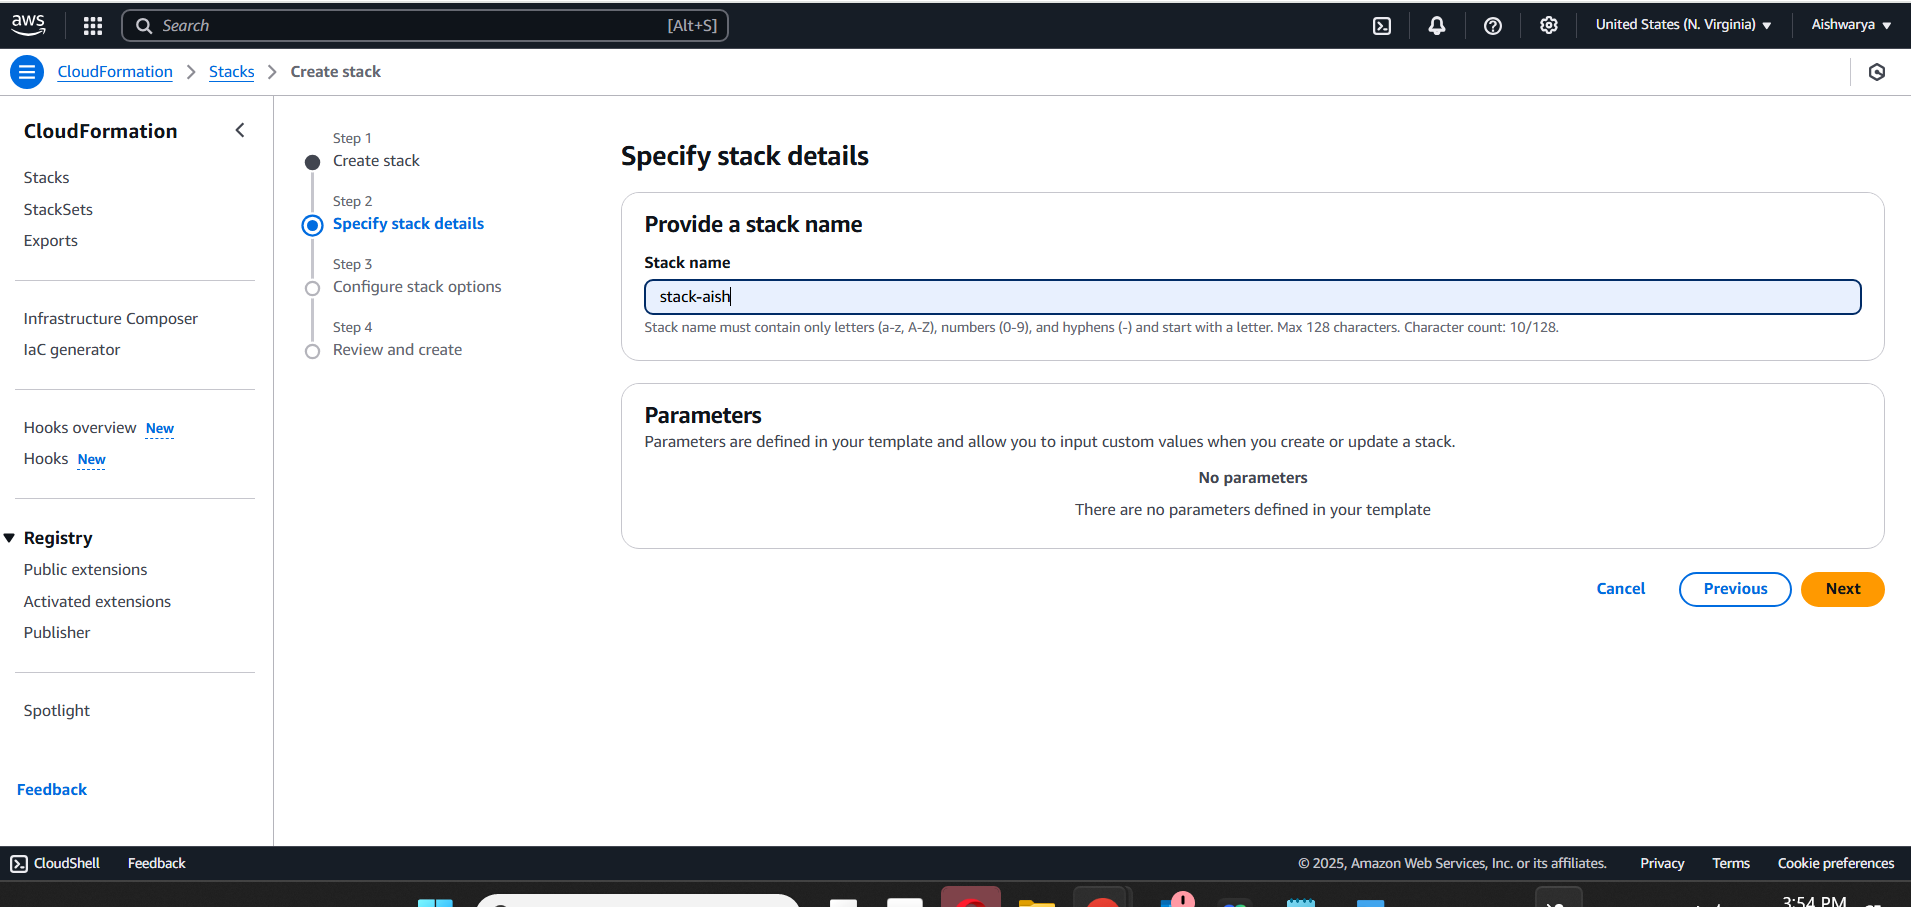 aws
Search [Alt+S]
United States (N. Virginia)
Aishwarya
CloudFormation
Stacks
Create stack
CloudFormation
Stacks
StackSets
Exports
Infrastructure Composer
IaC generator
Hooks overview New
Hooks New
Registry
Public extensions
Activated extensions
Publisher
Spotlight
Feedback
Step 1
Create stack
Step 2
Specify stack details
Step 3
Configure stack options
Step 4
Review and create
Specify stack details
Provide a stack name
Stack name
stack-aish
Stack name must contain only letters (a-z, A-Z), numbers (0-9), and hyphens (-) and start with a letter. Max 128 characters. Character count: 10/128.
Parameters
Parameters are defined in your template and allow you to input custom values when you create or update a stack.
No parameters
There are no parameters defined in your template
Cancel
Previous
Next
CloudShell
Feedback
© 2025, Amazon Web Services, Inc. or its affiliates.
Privacy
Terms
Cookie preferences
3:54 PM